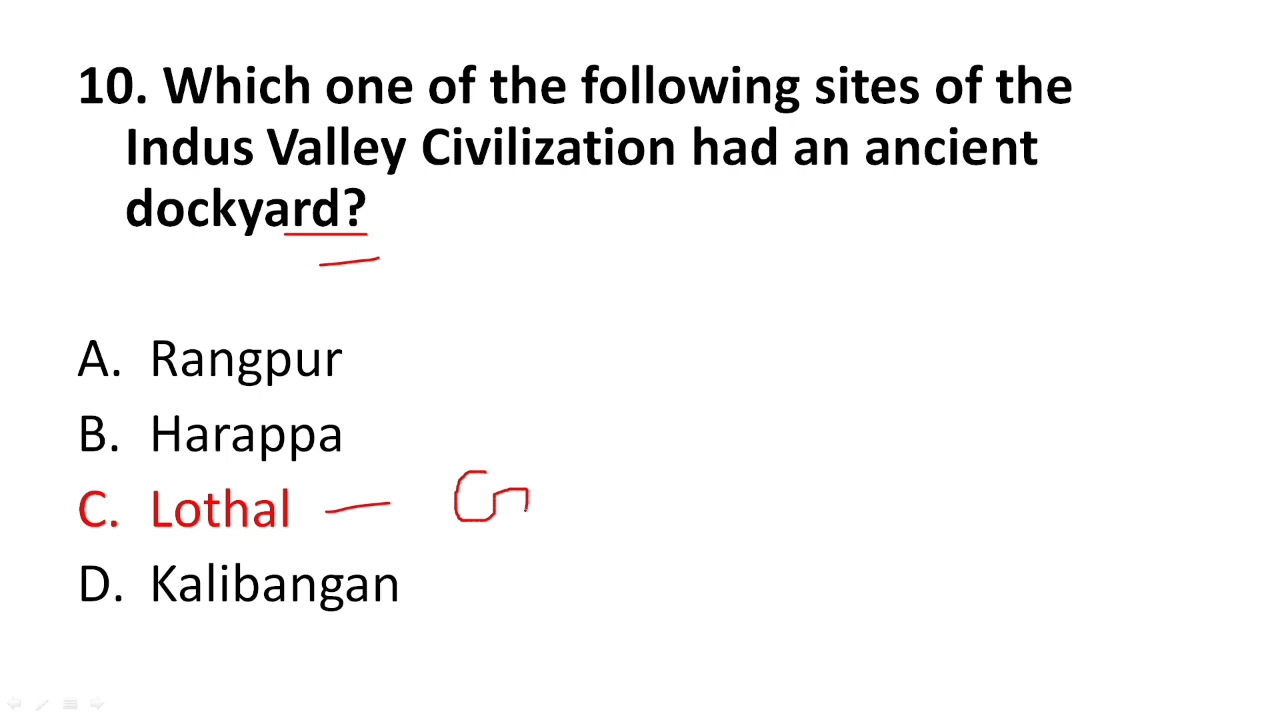 10. Which one of the following sites of the
Indus Valley Civilization had an ancient
dockyard?
A. Rangpur
B. Harappa
C. Lothal — G
D. Kalibangan